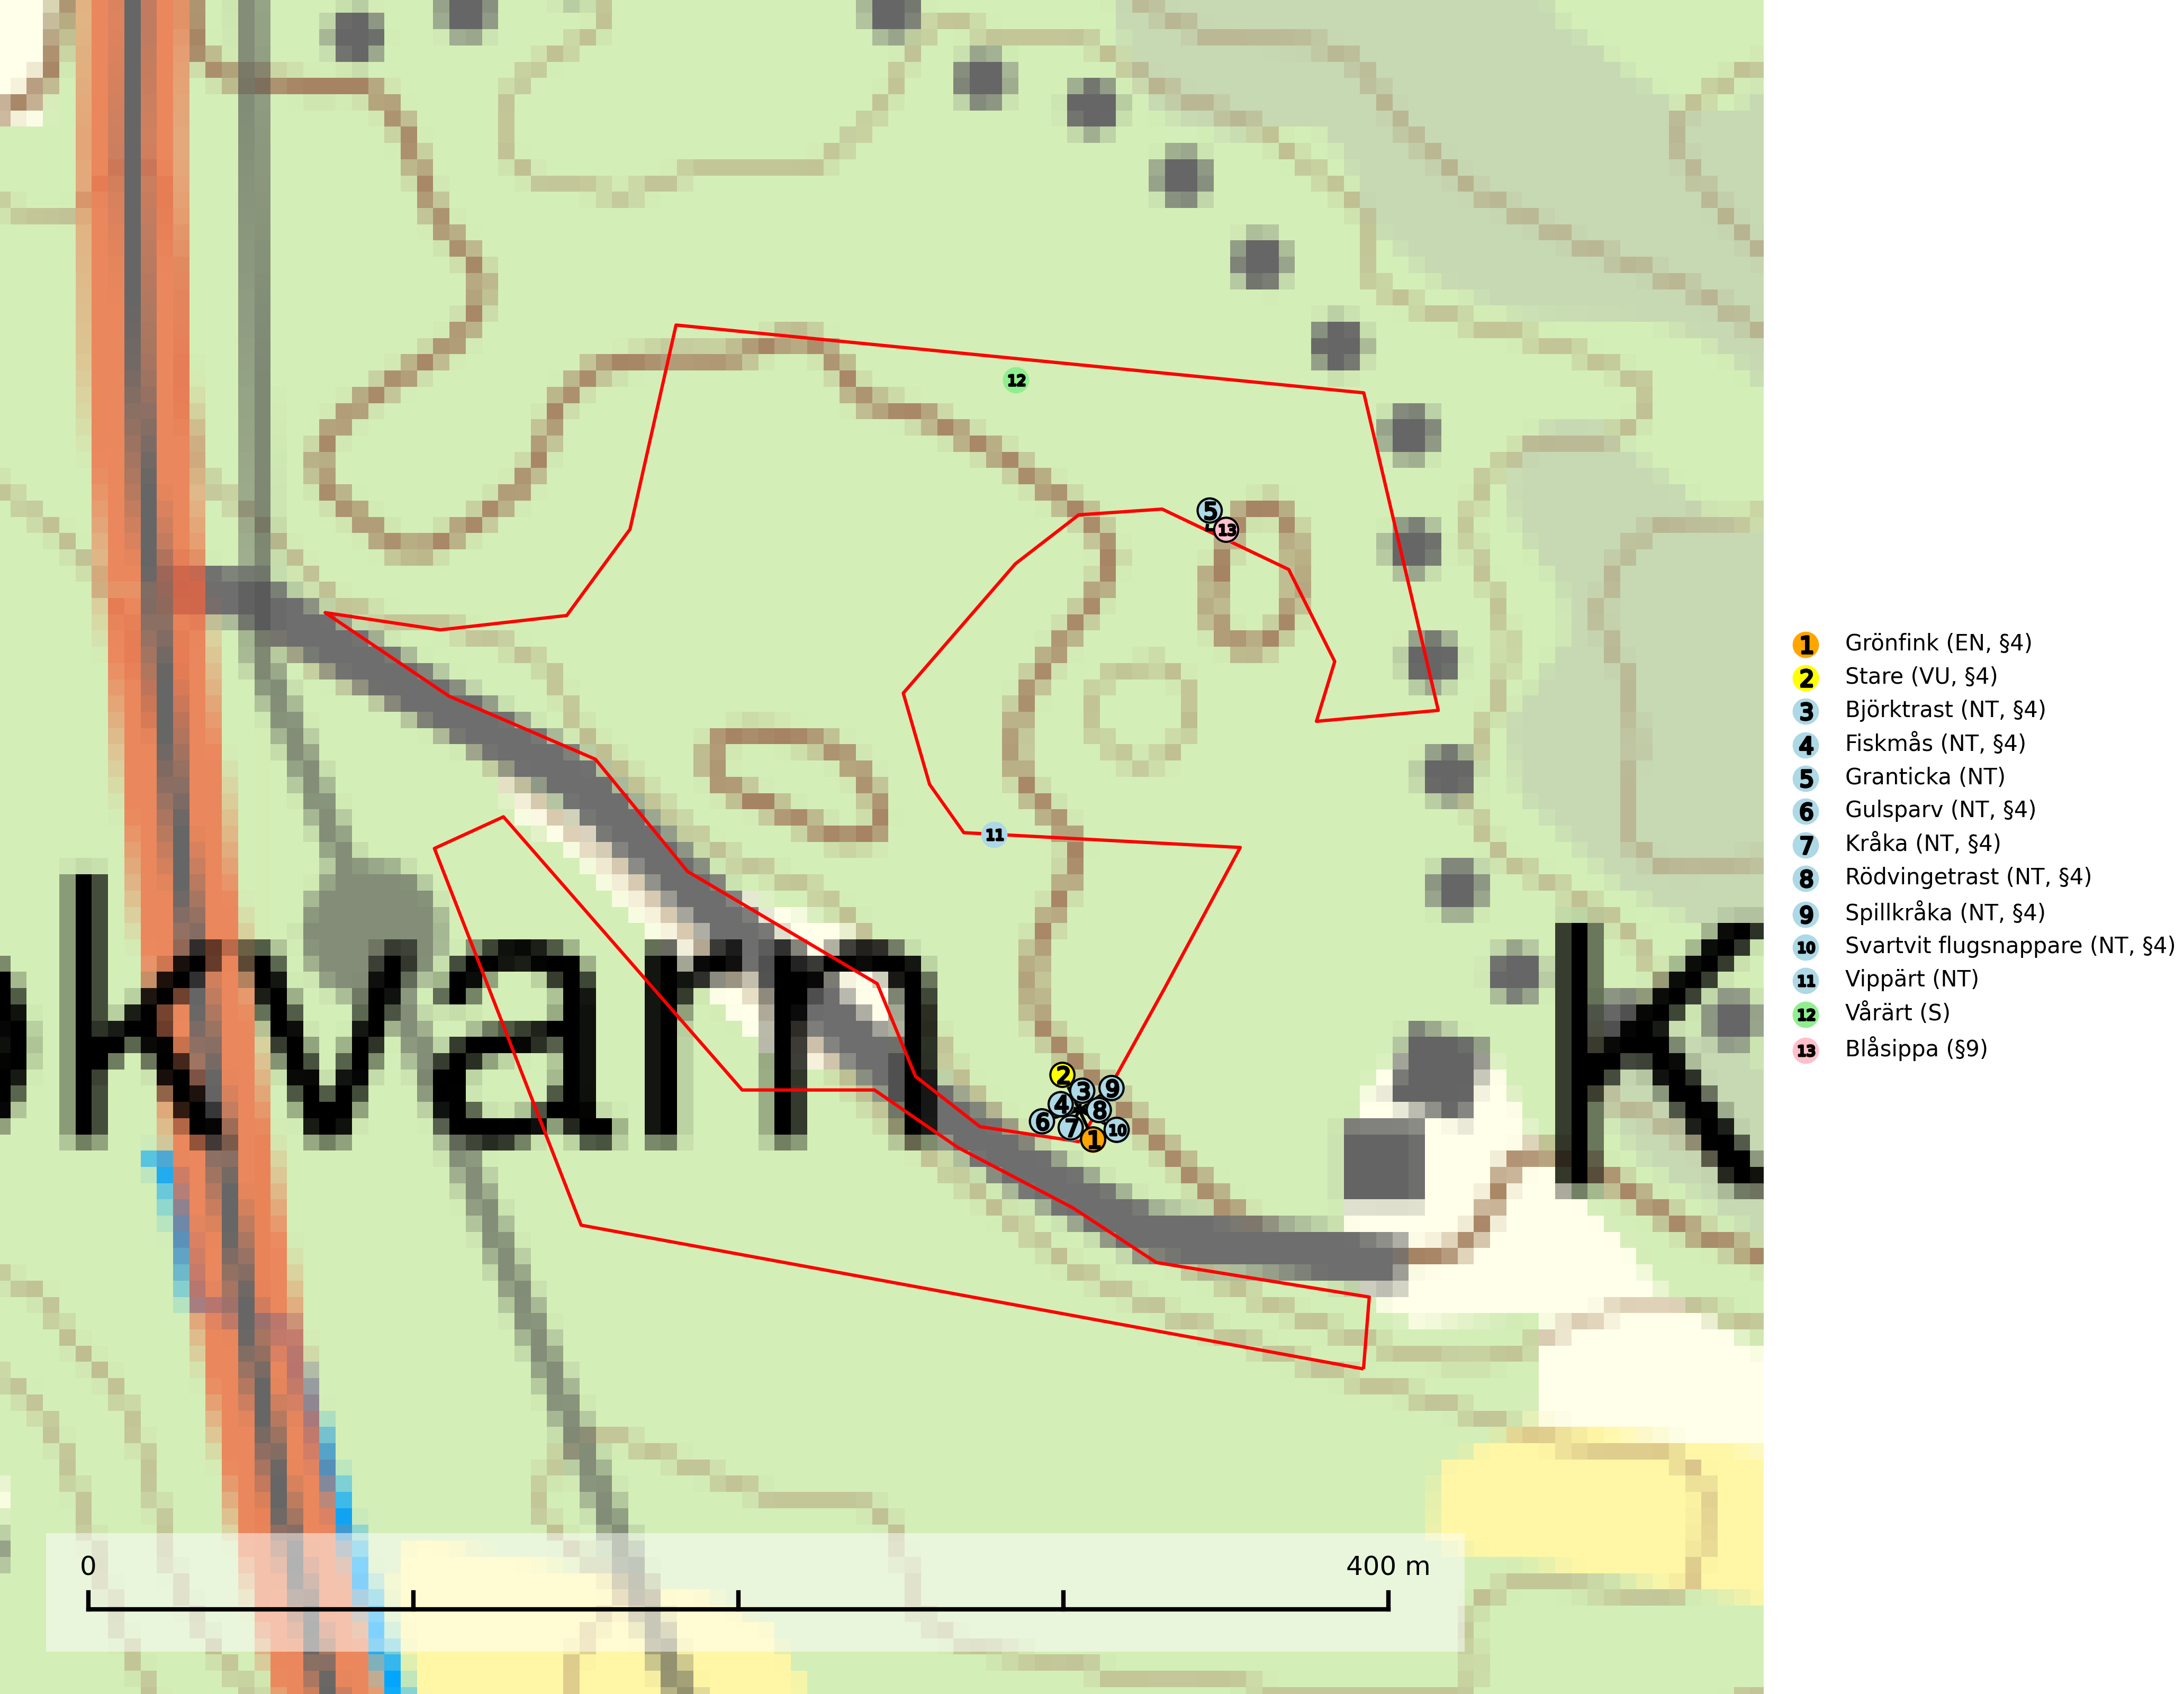 kvarn
K
12
5
13
11
2
3
9
4
8
6
7
10
1
0
400 m
1 Grönfink (EN, §4)
2 Stare (VU, §4)
3 Björktrast (NT, §4)
4 Fiskmås (NT, §4)
5 Granticka (NT)
6 Gulsparv (NT, §4)
7 Kråka (NT, §4)
8 Rödvingetrast (NT, §4)
9 Spillkråka (NT, §4)
10 Svartvit flugsnappare (NT, §4)
11 Vippärt (NT)
12 Vårärt (S)
13 Blåsippa (§9)